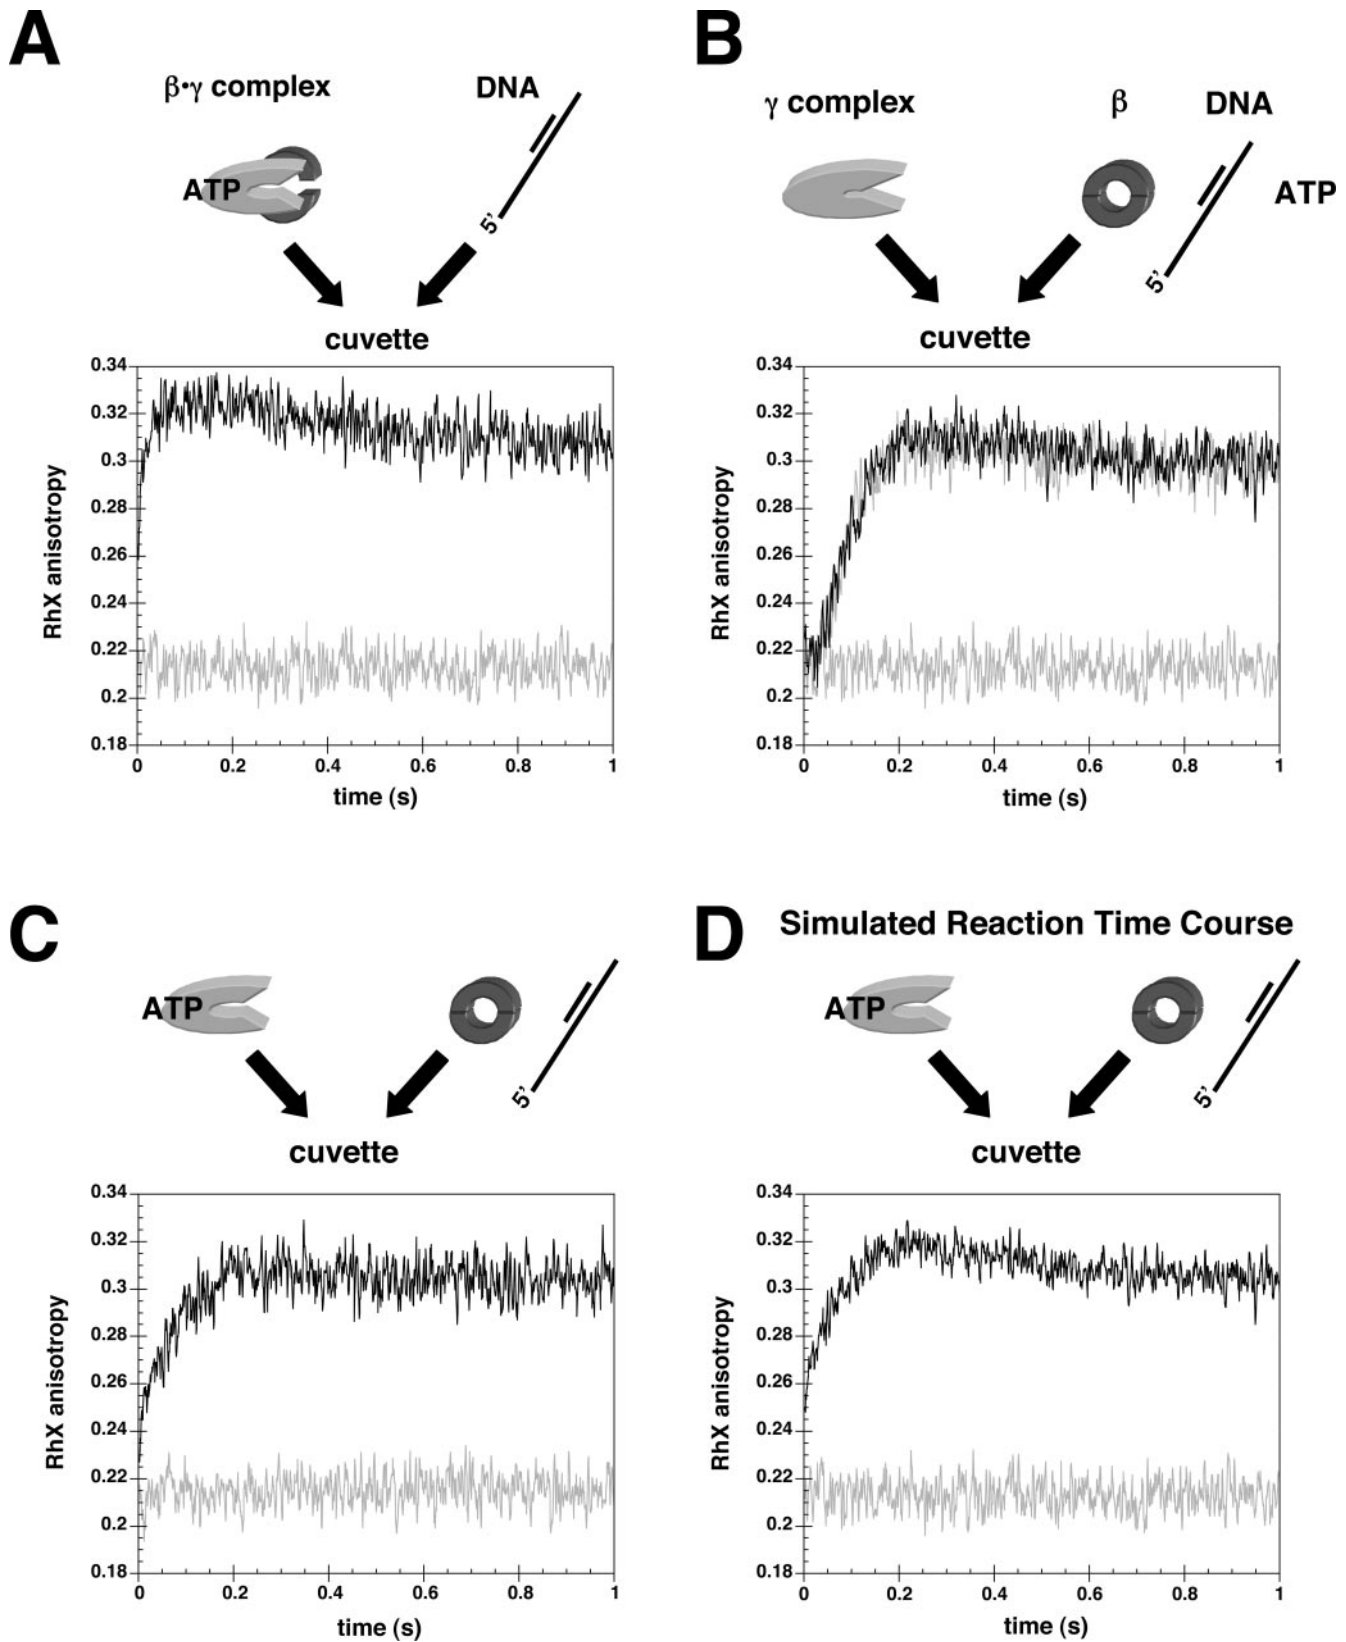 A
β•γ complex
DNA
ATP
5'
cuvette
0.34
0.32
0.3
0.28
0.26
0.24
0.22
0.2
0.18
RhX anisotropy
0 0.2 0.4 0.6 0.8 1
time (s)
B
γ complex
β
DNA
ATP
5'
cuvette
0.34
0.32
0.3
0.28
0.26
0.24
0.22
0.2
0.18
RhX anisotropy
0 0.2 0.4 0.6 0.8 1
time (s)
C
ATP
5'
cuvette
0.34
0.32
0.3
0.28
0.26
0.24
0.22
0.2
0.18
RhX anisotropy
0 0.2 0.4 0.6 0.8 1
time (s)
D
Simulated Reaction Time Course
ATP
5'
cuvette
0.34
0.32
0.3
0.28
0.26
0.24
0.22
0.2
0.18
RhX anisotropy
0 0.2 0.4 0.6 0.8 1
time (s)